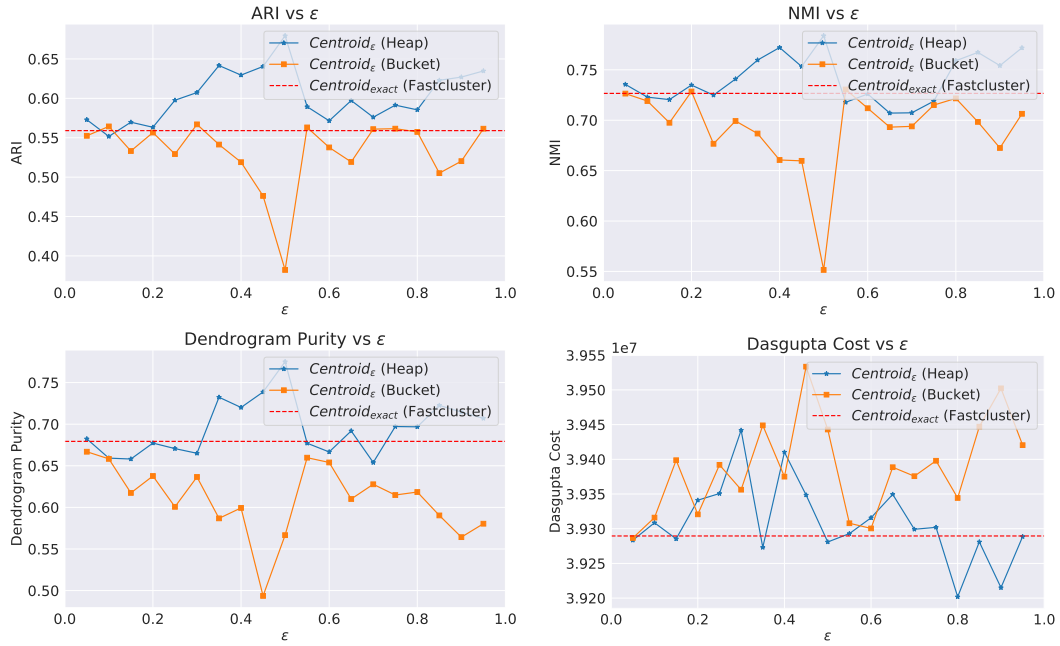 ARI vs ε
0.65
0.60
0.55
0.50
0.45
0.40
ARI
0.0 0.2 0.4 0.6 0.8 1.0
ε
Centroidε (Heap)
Centroidε (Bucket)
Centroidexact (Fastcluster)
NMI vs ε
0.75
0.70
0.65
0.60
0.55
NMI
0.0 0.2 0.4 0.6 0.8 1.0
ε
Centroidε (Heap)
Centroidε (Bucket)
Centroidexact (Fastcluster)
Dendrogram Purity vs ε
0.75
0.70
0.65
0.60
0.55
0.50
Dendrogram Purity
0.0 0.2 0.4 0.6 0.8 1.0
ε
Centroidε (Heap)
Centroidε (Bucket)
Centroidexact (Fastcluster)
Dasgupta Cost vs ε
1e7
3.955
3.950
3.945
3.940
3.935
3.930
3.925
3.920
Dasgupta Cost
0.0 0.2 0.4 0.6 0.8 1.0
ε
Centroidε (Heap)
Centroidε (Bucket)
Centroidexact (Fastcluster)